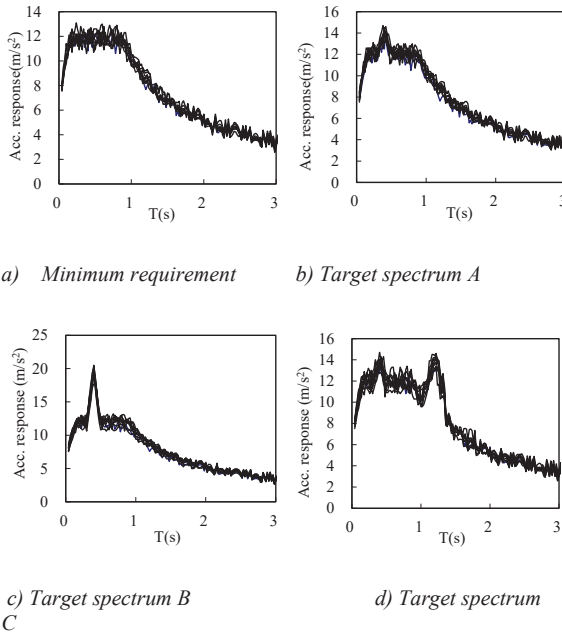 14
12
10
8
6
4
2
0
Acc. response(m/s²)
0 1 2 3
T(s)
16
14
12
10
8
6
4
2
0
Acc. response(m/s²)
0 1 2 3
T(s)
a) Minimum requirement b) Target spectrum A
25
20
15
10
5
0
Acc. response (m/s²)
0 1 2 3
T(s)
16
14
12
10
8
6
4
2
0
Acc. response (m/s²)
0 1 2 3
T(s)
c) Target spectrum B d) Target spectrum
C